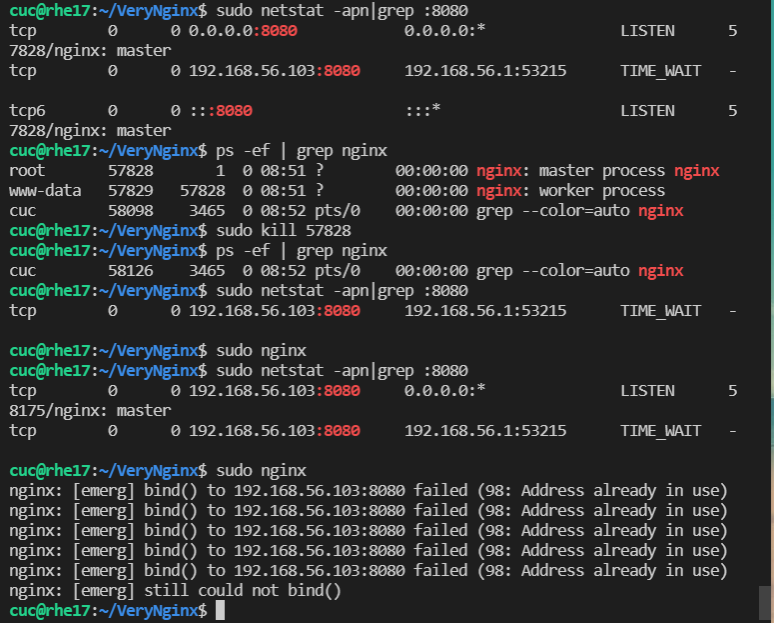 cuc@rhe17:~/VeryNginx$ sudo netstat -apn|grep :8080
tcp        0      0 0.0.0.0:8080            0.0.0.0:*               LISTEN      5
7828/nginx: master
tcp        0      0 192.168.56.103:8080     192.168.56.1:53215      TIME_WAIT   -
tcp6       0      0 :::8080                 :::*                    LISTEN      5
7828/nginx: master
cuc@rhe17:~/VeryNginx$ ps -ef | grep nginx
root       57828       1  0 08:51 ?        00:00:00 nginx: master process nginx
www-data   57829   57828  0 08:51 ?        00:00:00 nginx: worker process
cuc        58098    3465  0 08:52 pts/0    00:00:00 grep --color=auto nginx
cuc@rhe17:~/VeryNginx$ sudo kill 57828
cuc@rhe17:~/VeryNginx$ ps -ef | grep nginx
cuc        58126    3465  0 08:52 pts/0    00:00:00 grep --color=auto nginx
cuc@rhe17:~/VeryNginx$ sudo netstat -apn|grep :8080
tcp        0      0 192.168.56.103:8080     192.168.56.1:53215      TIME_WAIT   -
cuc@rhe17:~/VeryNginx$ sudo nginx
cuc@rhe17:~/VeryNginx$ sudo netstat -apn|grep :8080
tcp        0      0 192.168.56.103:8080     0.0.0.0:*               LISTEN      5
8175/nginx: master
tcp        0      0 192.168.56.103:8080     192.168.56.1:53215      TIME_WAIT   -
cuc@rhe17:~/VeryNginx$ sudo nginx
nginx: [emerg] bind() to 192.168.56.103:8080 failed (98: Address already in use)
nginx: [emerg] bind() to 192.168.56.103:8080 failed (98: Address already in use)
nginx: [emerg] bind() to 192.168.56.103:8080 failed (98: Address already in use)
nginx: [emerg] bind() to 192.168.56.103:8080 failed (98: Address already in use)
nginx: [emerg] bind() to 192.168.56.103:8080 failed (98: Address already in use)
nginx: [emerg] still could not bind()
cuc@rhe17:~/VeryNginx$